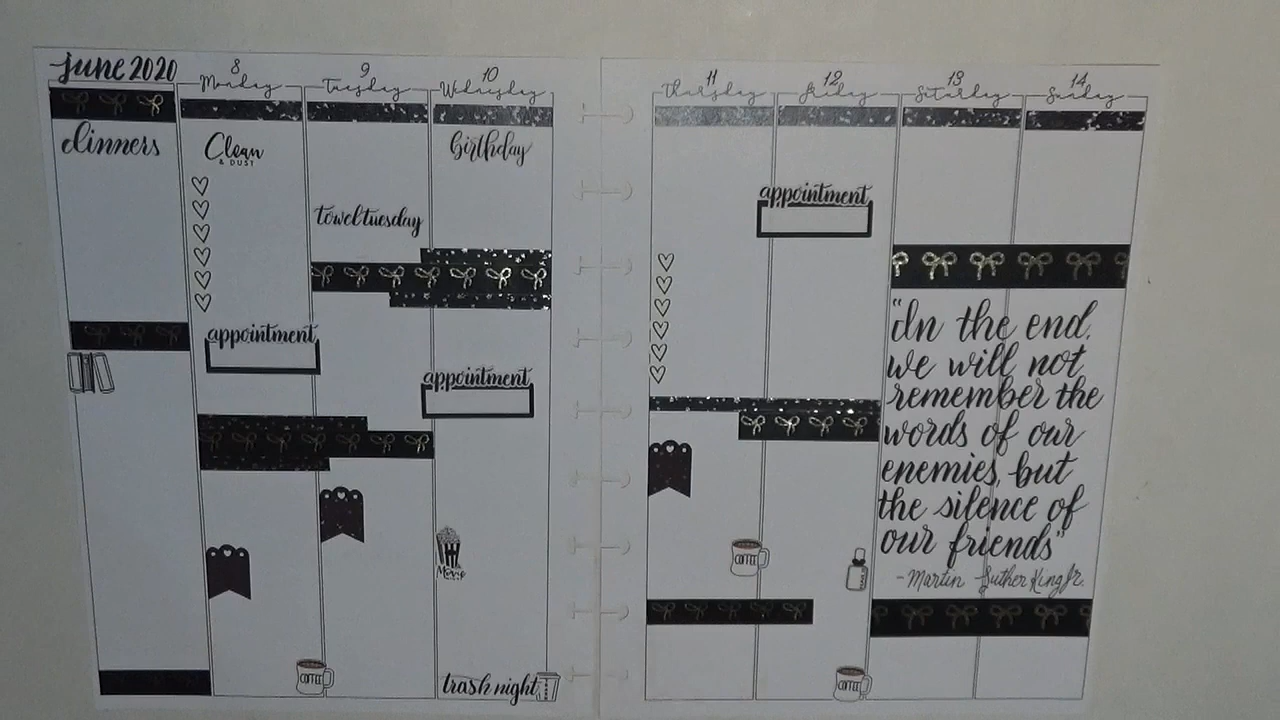 june 2020
8
Monday
9
Tuesday
10
Wednesday
11
Thursday
12
friday
13
Saturday
14
Sunday
dinners
Clean
& DUST
birthday
towel tuesday
appointment
appointment
appointment
Movie
COFFEE
trash night
COFFEE
COFFEE
"In the end,
we will not
remember the
words of our
enemies, but
the silence of
our friends"
- Martin Luther King Jr.